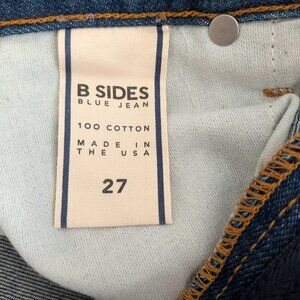 B SIDES
BLUE JEAN
100 COTTON
MADE IN
THE USA
27